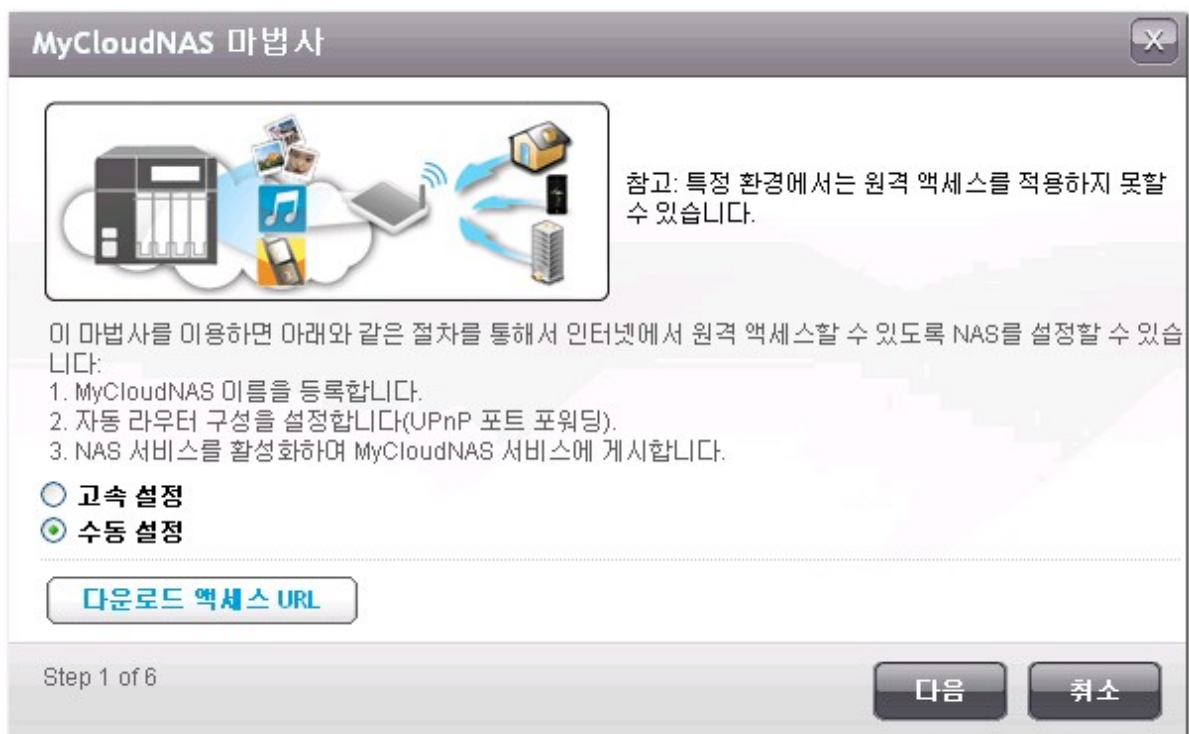 MyCloudNAS 마법사
X
참고: 특정 환경에서는 원격 액세스를 적용하지 못할
수 있습니다.
이 마법사를 이용하면 아래와 같은 절차를 통해서 인터넷에서 원격 액세스할 수 있도록 NAS를 설정할 수 있습
니다:
1. MyCloudNAS 이름을 등록합니다.
2. 자동 라우터 구성을 설정합니다(UPnP 포트 포워딩).
3. NAS 서비스를 활성화하며 MyCloudNAS 서비스에 게시합니다.
고속 설정
수동 설정
다운로드 액세스 URL
Step 1 of 6
다음
취소